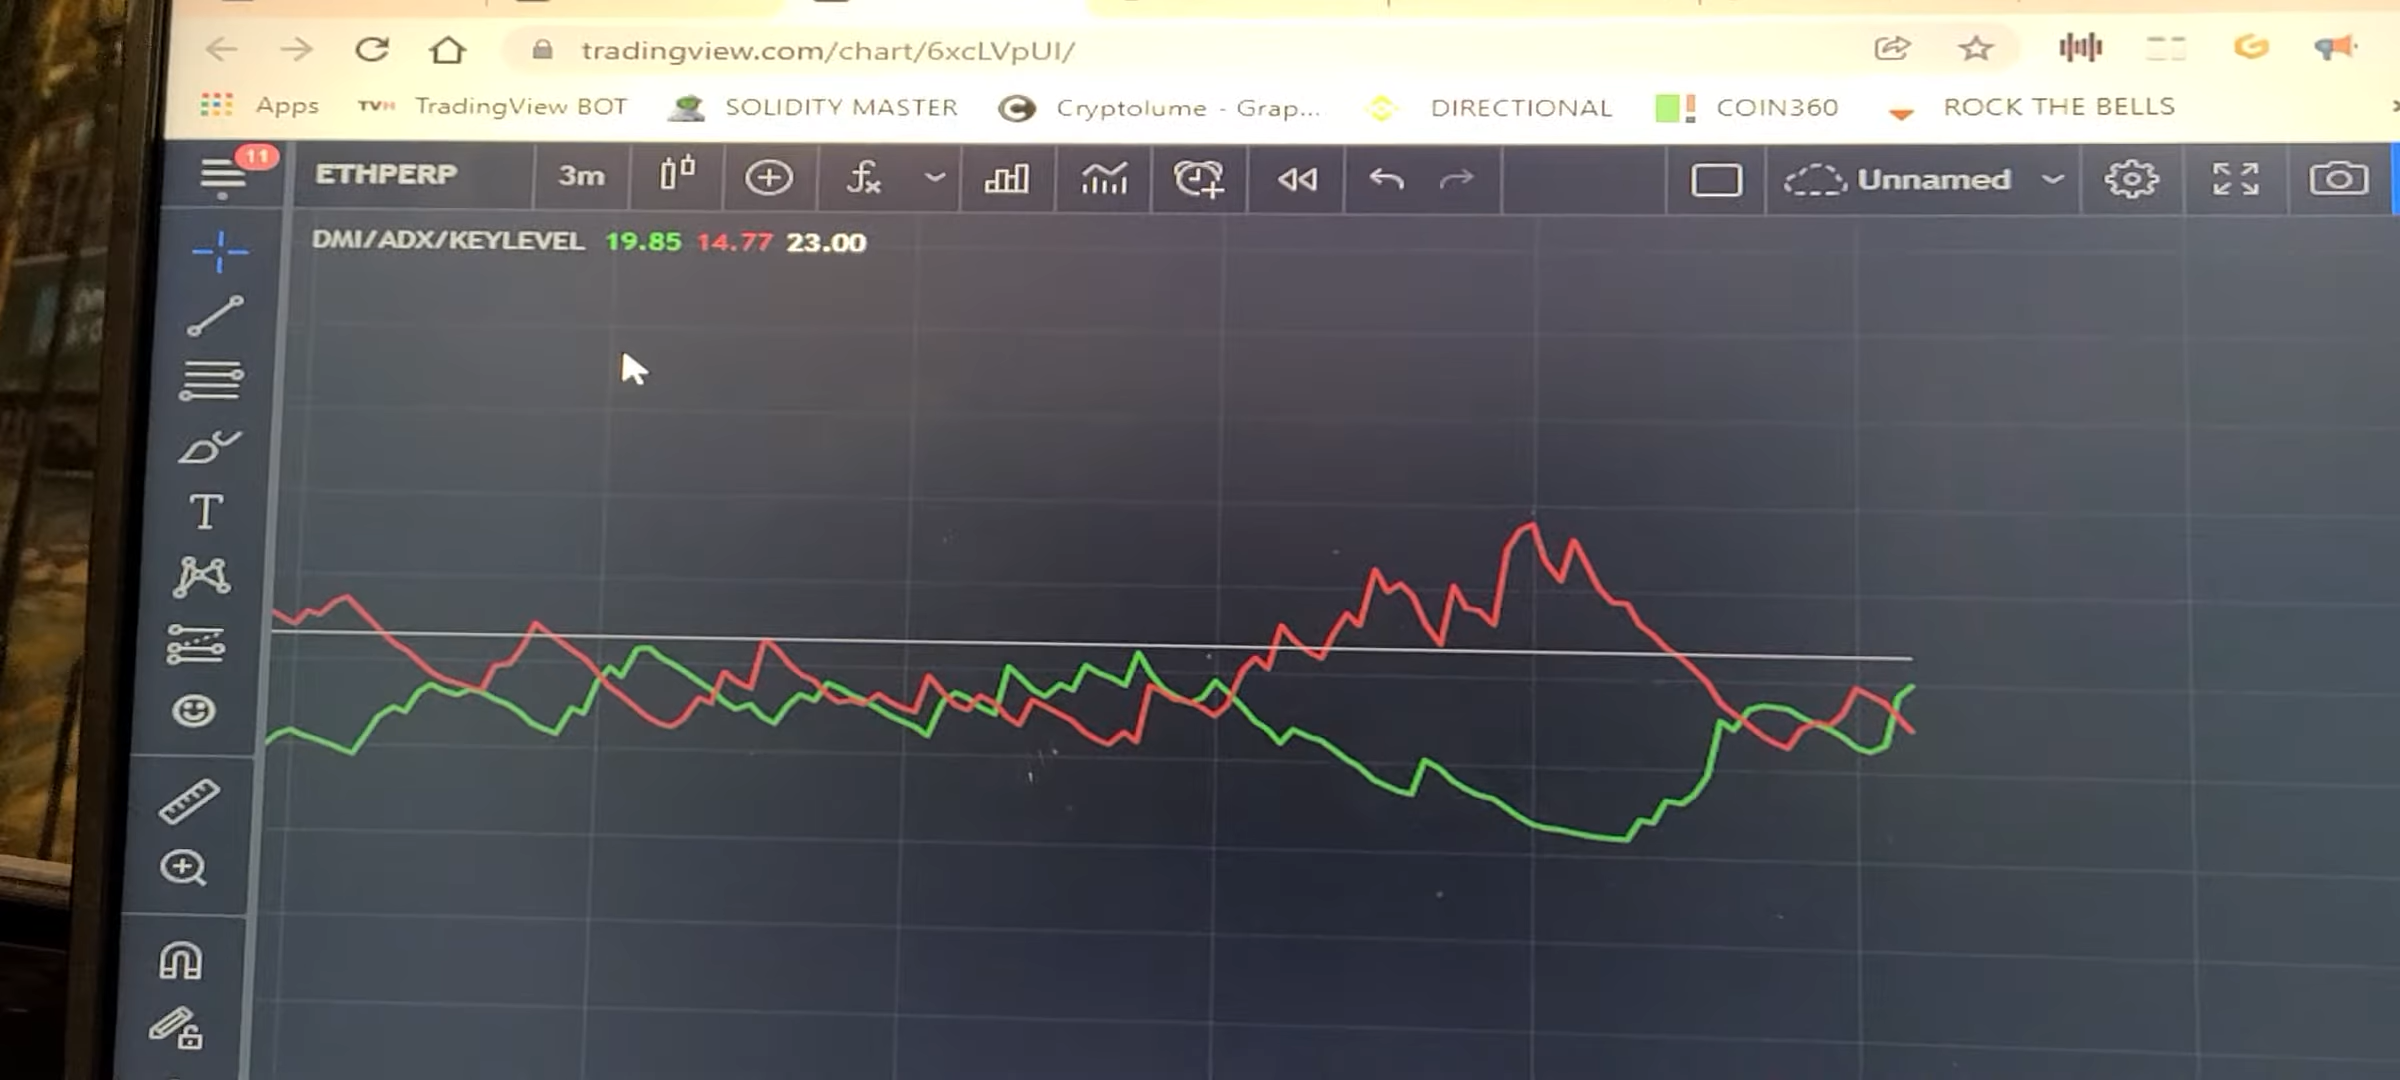 tradingview.com/chart/6xcLVpUI/
Apps TradingView BOT SOLIDITY MASTER Cryptolume - Grap... DIRECTIONAL COIN360 ROCK THE BELLS
11
ETHPERP 3m Unnamed
DMI/ADX/KEYLEVEL 19.85 14.77 23.00
T